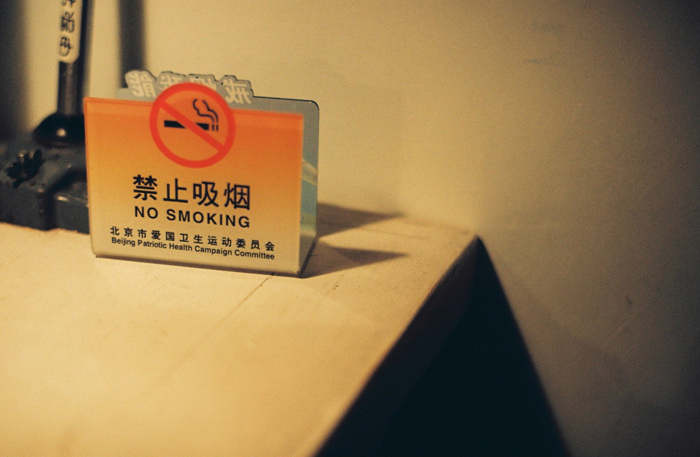 禁止吸烟
NO SMOKING
北京市爱国卫生运动委员会
Beijing Patriotic Health Campaign Committee